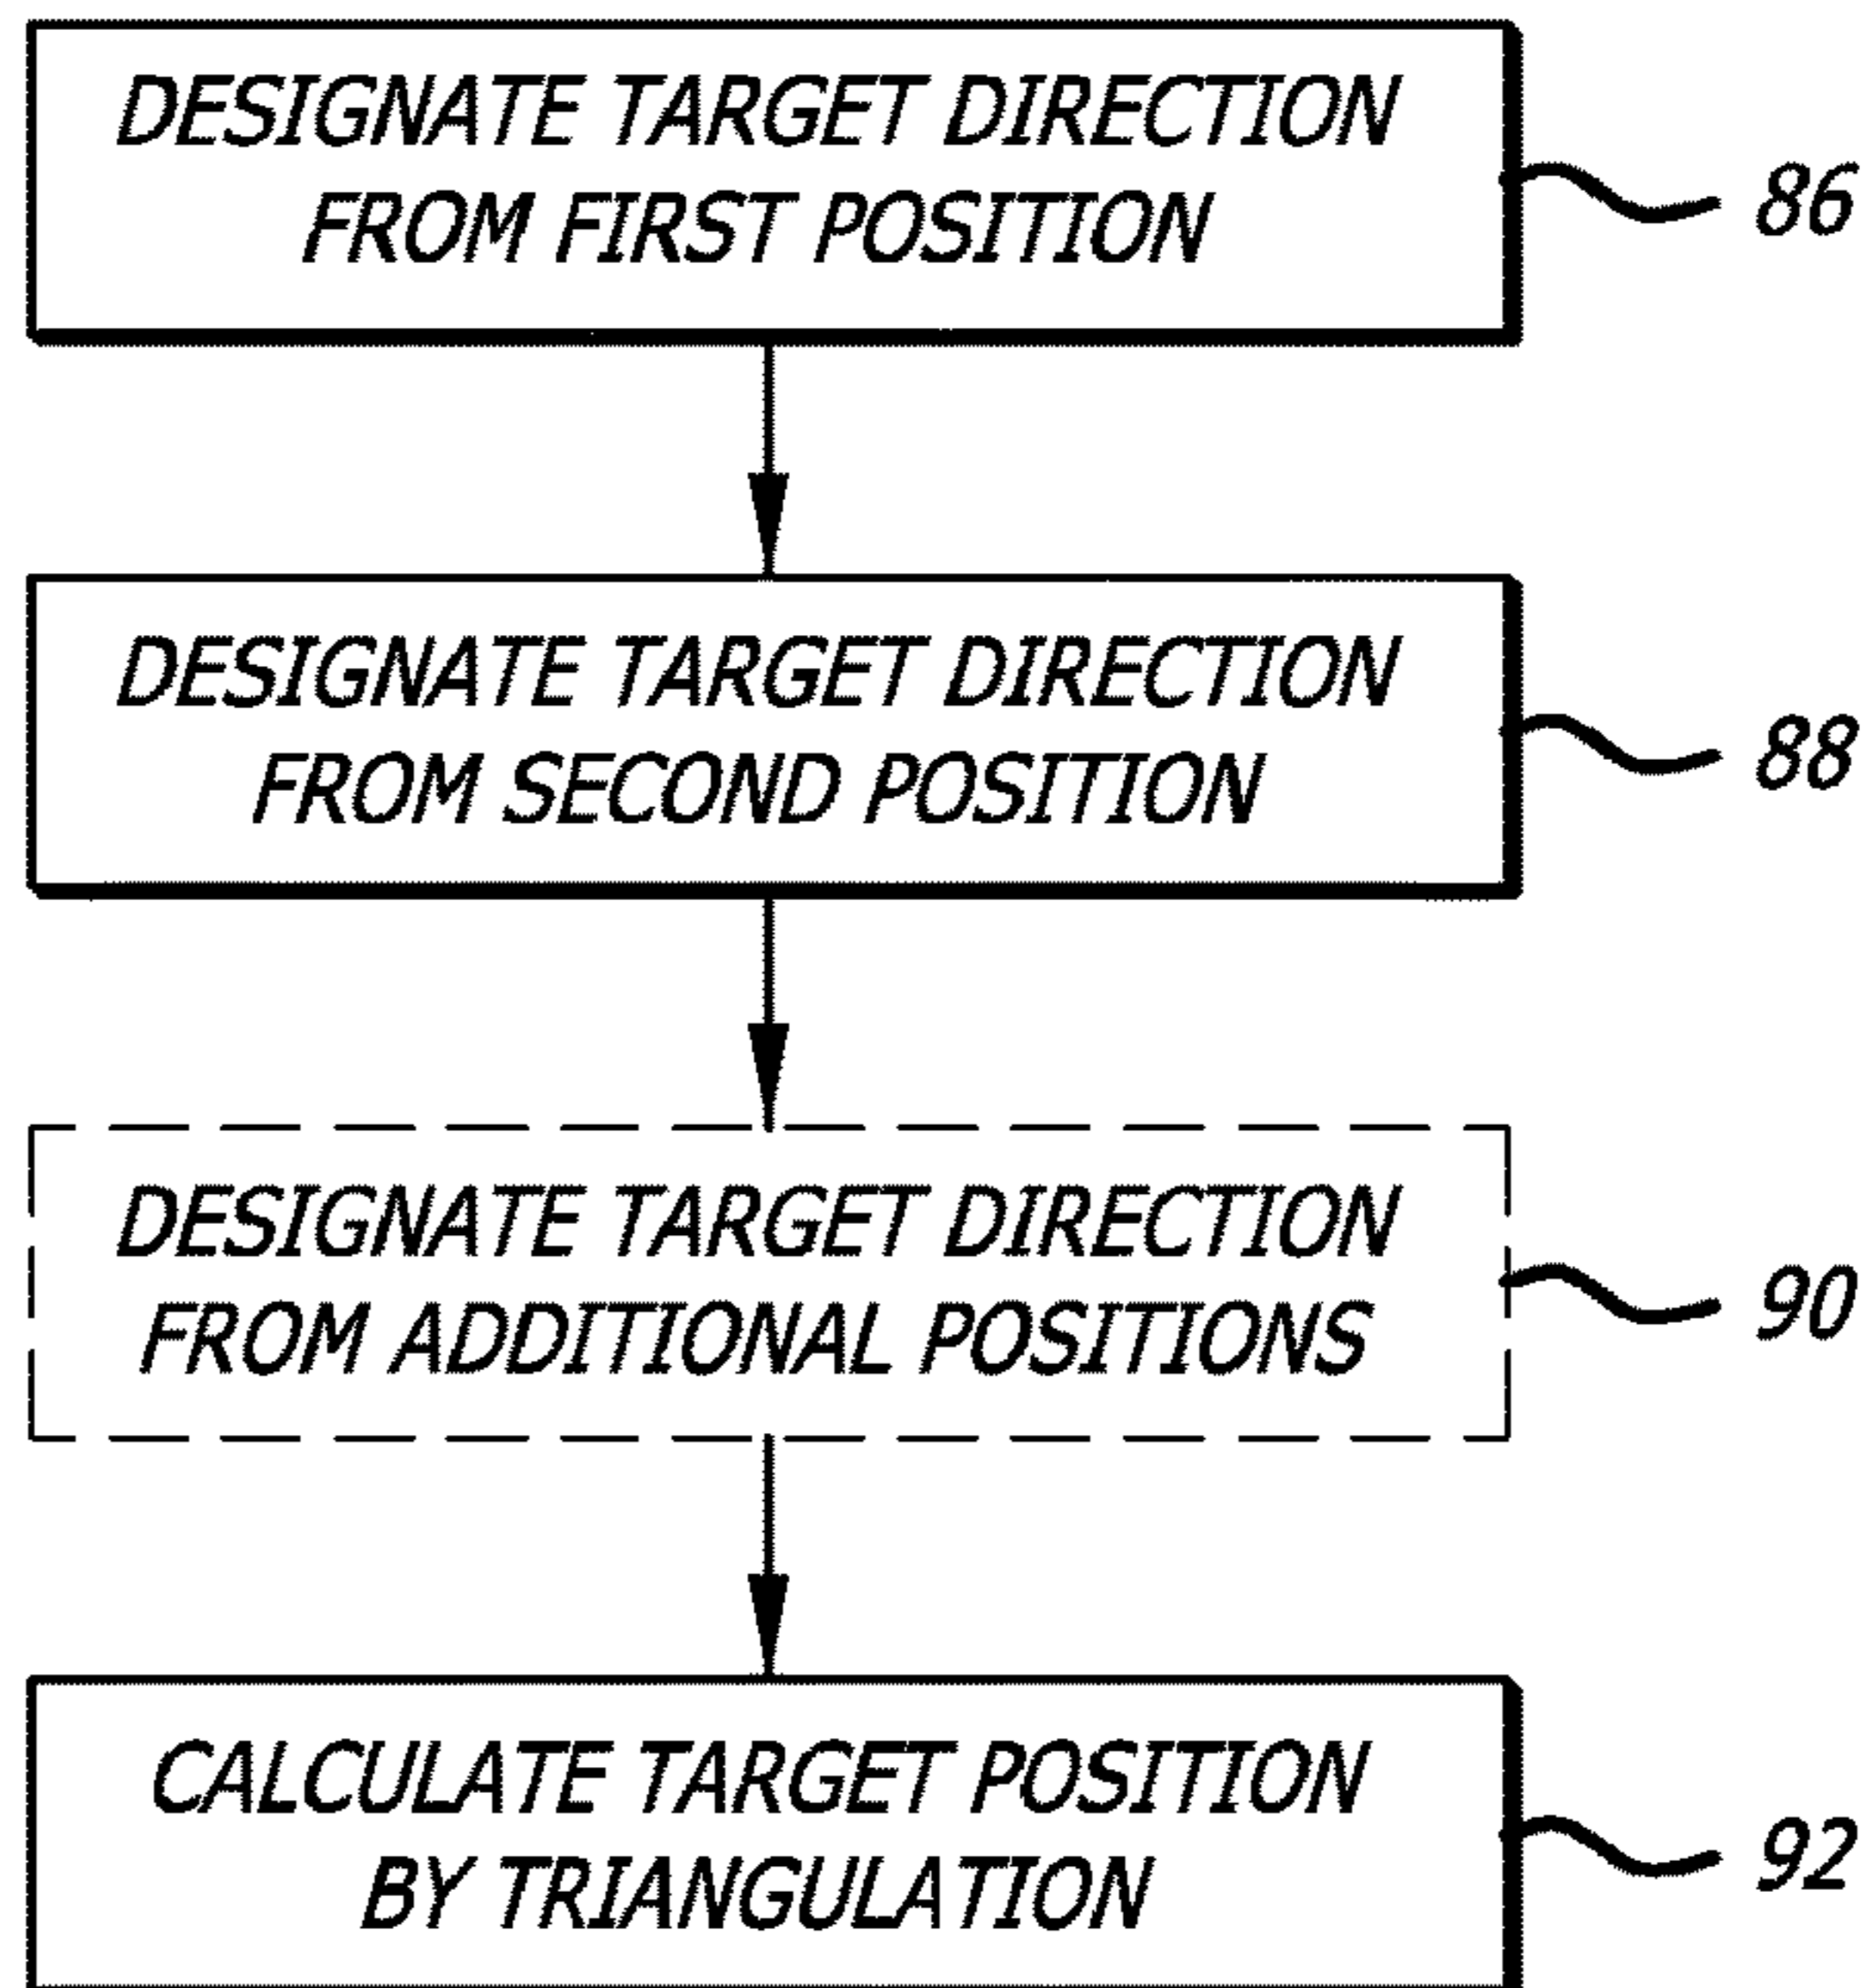 DESIGNATE TARGET DIRECTION
FROM FIRST POSITION
86
DESIGNATE TARGET DIRECTION
FROM SECOND POSITION
88
DESIGNATE TARGET DIRECTION
FROM ADDITIONAL POSITIONS
90
CALCULATE TARGET POSITION
BY TRIANGULATION
92